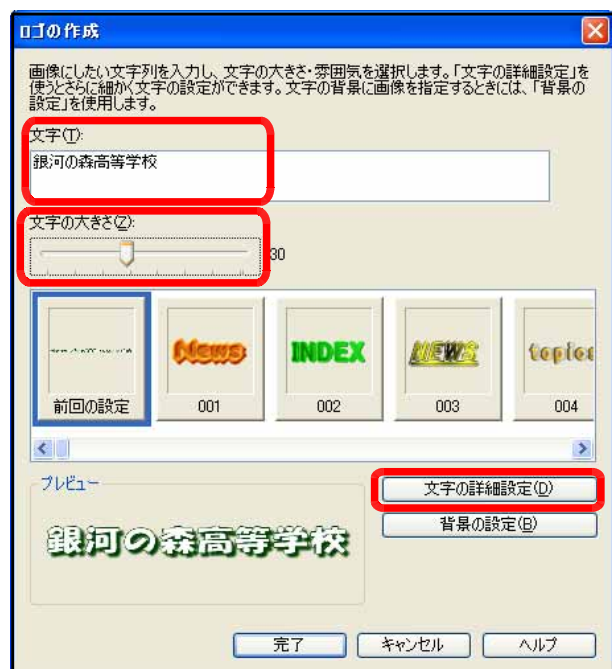 ロゴの作成
画像にしたい文字列を入力し、文字の大きさ・雰囲気を選択します。「文字の詳細設定」を
使うとさらに細かく文字の設定ができます。文字の背景に画像を指定するときには、「背景の
設定」を使用します。
文字(T):
銀河の森高等学校
文字の大きさ(Z):
30
News
INDEX
NEWS
topics
前回の設定
001
002
003
004
プレビュー
文字の詳細設定(D)
背景の設定(B)
銀河の森高等学校
完了
キャンセル
ヘルプ